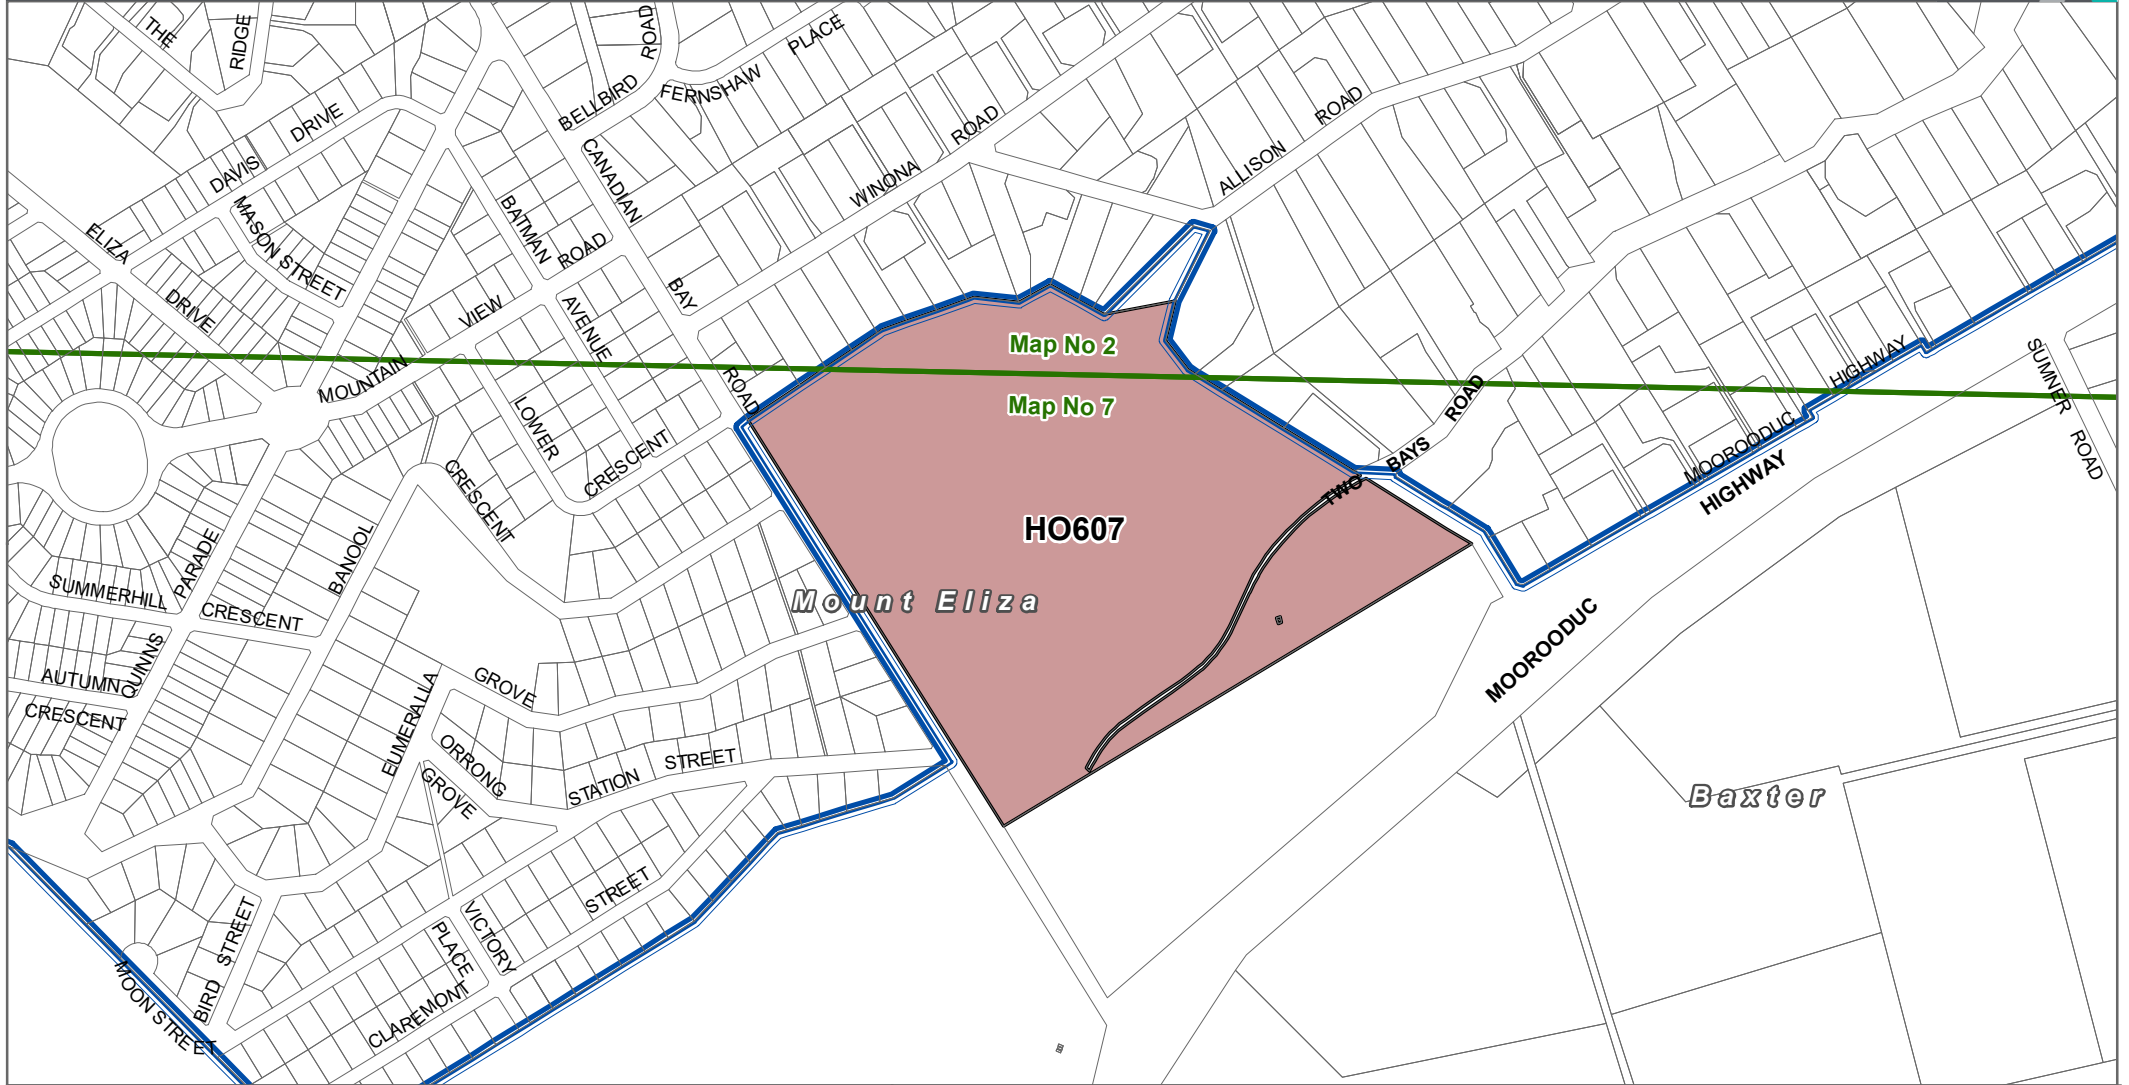 THE
RIDGE
ROAD
PLACE
BELLBIRD
FERNSHAW
DAVIS
DRIVE
CANADIAN
WINONA
ROAD
ALLISON
ROAD
ELIZA
MASON STREET
BATMAN
ROAD
BAY
DRIVE
VIEW
AVENUE
MOUNTAIN
ROAD
Map No 2
Map No 7
LOWER
CRESCENT
CRESCENT
TWO
BAYS
ROAD
HIGHWAY
MOOROODUC
HIGHWAY
SUMNER
ROAD
HO607
Mount Eliza
BANOOL
PARADE
SUMMERHILL
CRESCENT
QUINNS
AUTUMN
CRESCENT
GROVE
EUMERALLA
ORRONG
GROVE
STATION
STREET
MOOROODUC
Baxter
VICTORY
PLACE
STREET
CLAREMONT
BIRD
STREET
MOON STREET